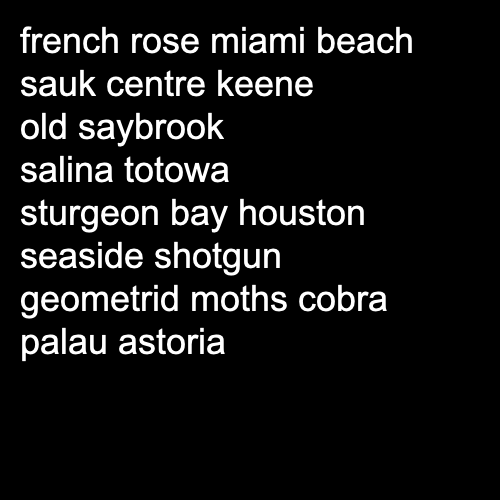 french rose miami beach
sauk centre keene
old saybrook
salina totowa
sturgeon bay houston
seaside shotgun
geometrid moths cobra
palau astoria